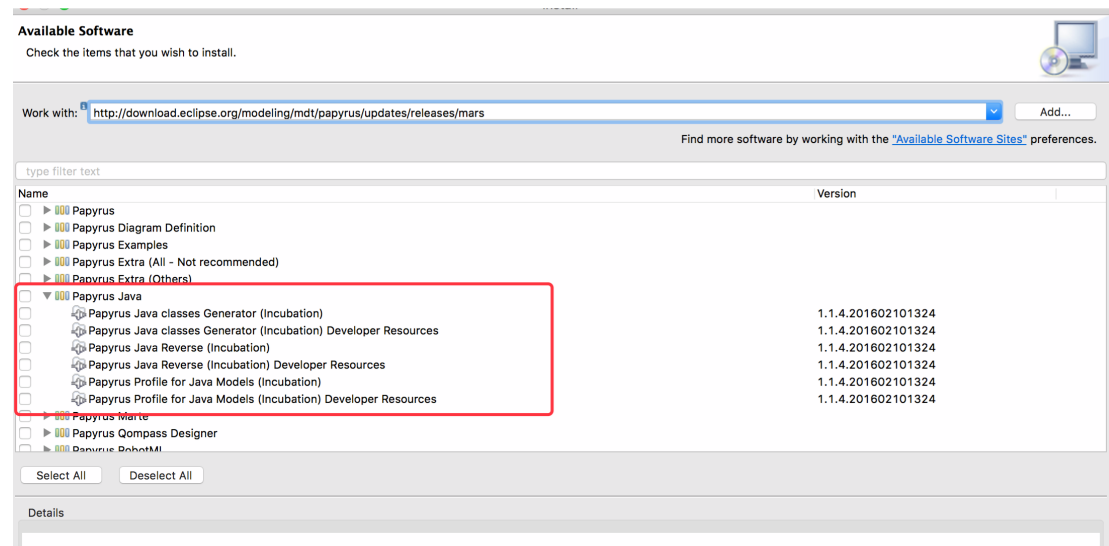 Install
Available Software
Check the items that you wish to install.
Work with: http://download.eclipse.org/modeling/mdt/papyrus/updates/releases/mars Add...
Find more software by working with the "Available Software Sites" preferences.
type filter text
Name Version
Papyrus
Papyrus Diagram Definition
Papyrus Examples
Papyrus Extra (All - Not recommended)
Papyrus Extra (Others)
Papyrus Java
Papyrus Java classes Generator (Incubation) 1.1.4.201602101324
Papyrus Java classes Generator (Incubation) Developer Resources 1.1.4.201602101324
Papyrus Java Reverse (Incubation) 1.1.4.201602101324
Papyrus Java Reverse (Incubation) Developer Resources 1.1.4.201602101324
Papyrus Profile for Java Models (Incubation) 1.1.4.201602101324
Papyrus Profile for Java Models (Incubation) Developer Resources 1.1.4.201602101324
Papyrus Marte
Papyrus Qompass Designer
Papyrus RobotML
Select All Deselect All
Details